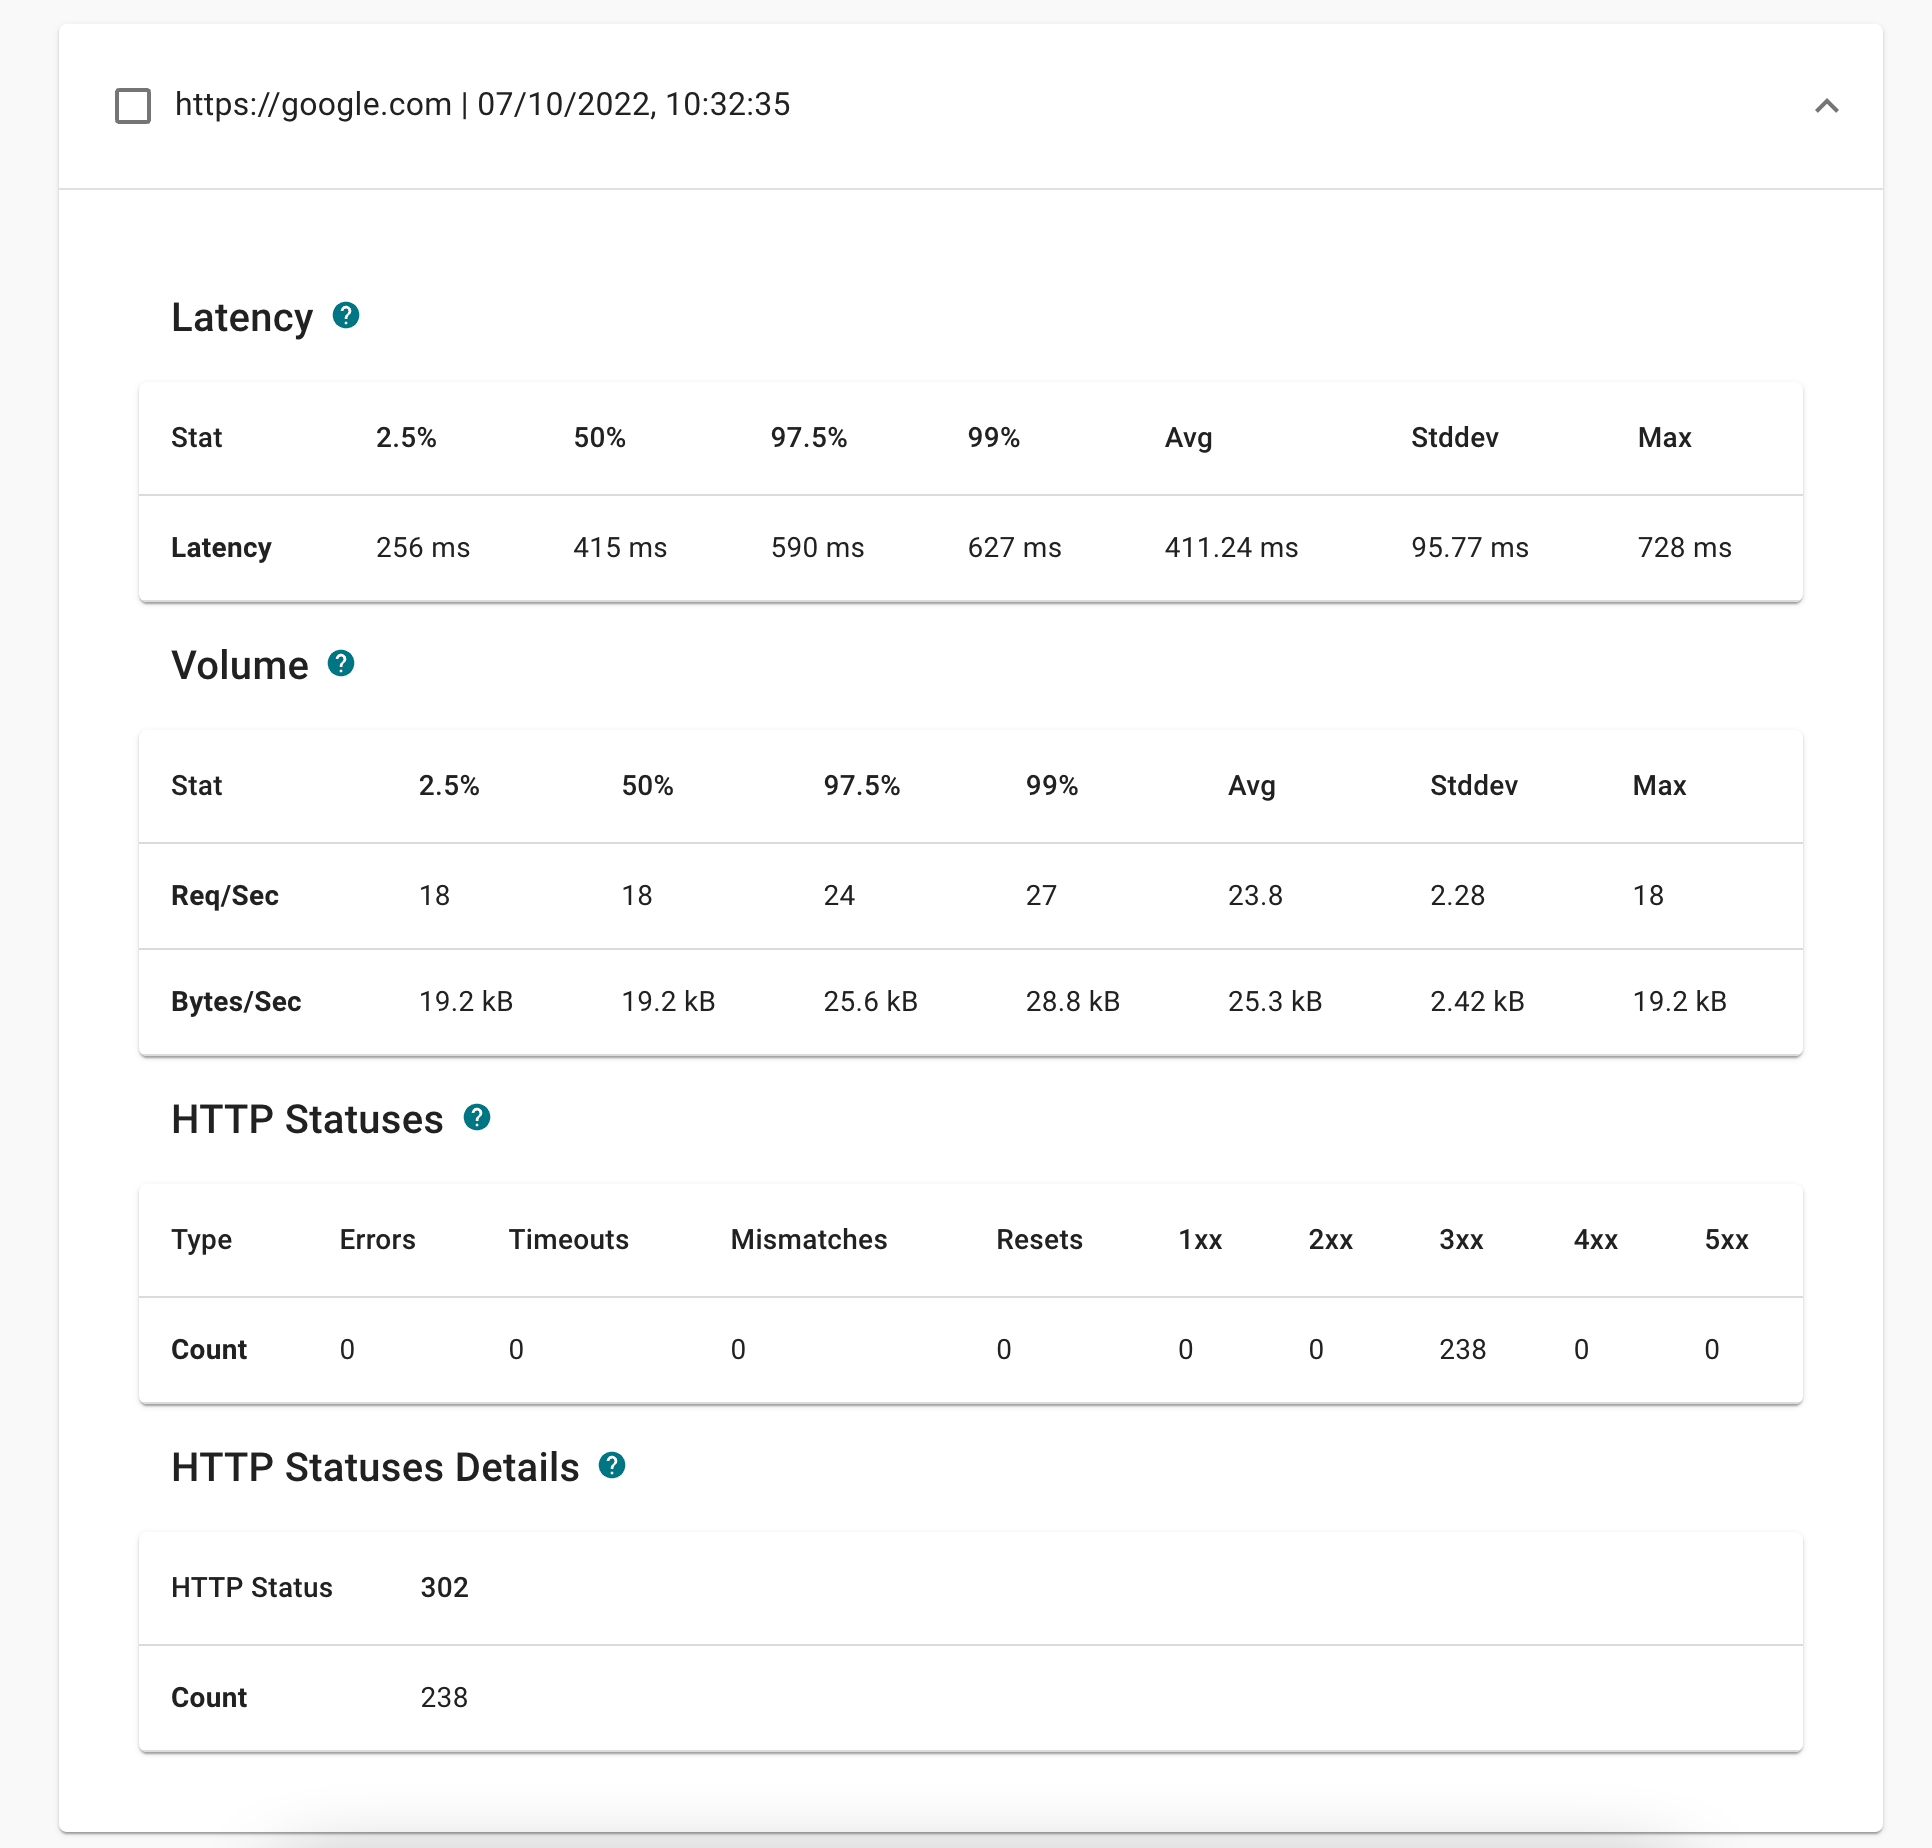 https://google.com | 07/10/2022, 10:32:35
Latency ?
Stat 2.5% 50% 97.5% 99% Avg Stddev Max
Latency 256 ms 415 ms 590 ms 627 ms 411.24 ms 95.77 ms 728 ms
Volume ?
Stat 2.5% 50% 97.5% 99% Avg Stddev Max
Req/Sec 18 18 24 27 23.8 2.28 18
Bytes/Sec 19.2 kB 19.2 kB 25.6 kB 28.8 kB 25.3 kB 2.42 kB 19.2 kB
HTTP Statuses ?
Type Errors Timeouts Mismatches Resets 1xx 2xx 3xx 4xx 5xx
Count 0 0 0 0 0 0 238 0 0
HTTP Statuses Details ?
HTTP Status 302
Count 238